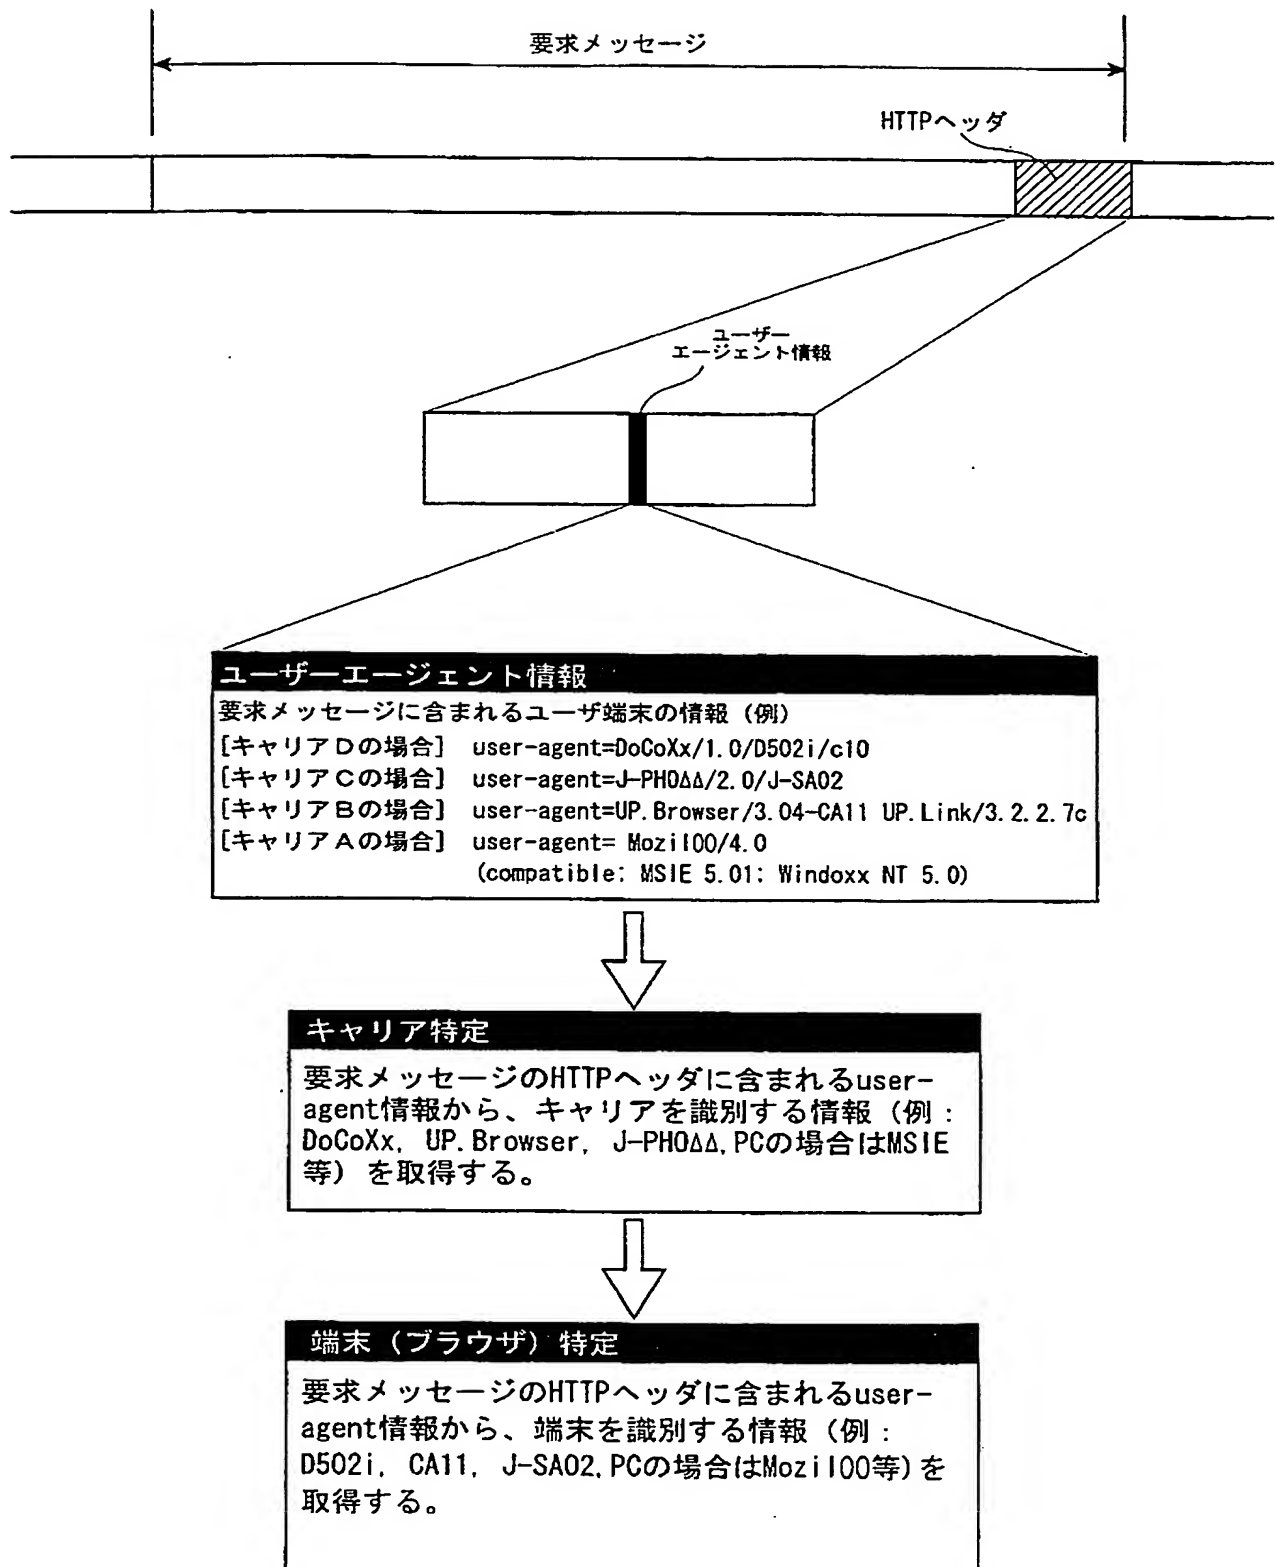 要求メッセージ
HTTPヘッダ
ユーザー
エージェント情報
ユーザーエージェント情報
要求メッセージに含まれるユーザ端末の情報（例）
[キャリアDの場合] user-agent=DoCoXx/1.0/D502i/c10
[キャリアCの場合] user-agent=J-PHOΔΔ/2.0/J-SA02
[キャリアBの場合] user-agent=UP.Browser/3.04-CA11 UP.Link/3.2.2.7c
[キャリアAの場合] user-agent= MozilOO/4.0
(compatible; MSIE 5.01; Windoxx NT 5.0)
キャリア特定
要求メッセージのHTTPヘッダに含まれるuser-
agent情報から、キャリアを識別する情報（例：
DoCoXx, UP.Browser, J-PHOΔΔ,PCの場合はMSIE
等）を取得する。
端末（ブラウザ）特定
要求メッセージのHTTPヘッダに含まれるuser-
agent情報から、端末を識別する情報（例：
D502i, CA11, J-SA02,PCの場合はMozilOO等)を
取得する。